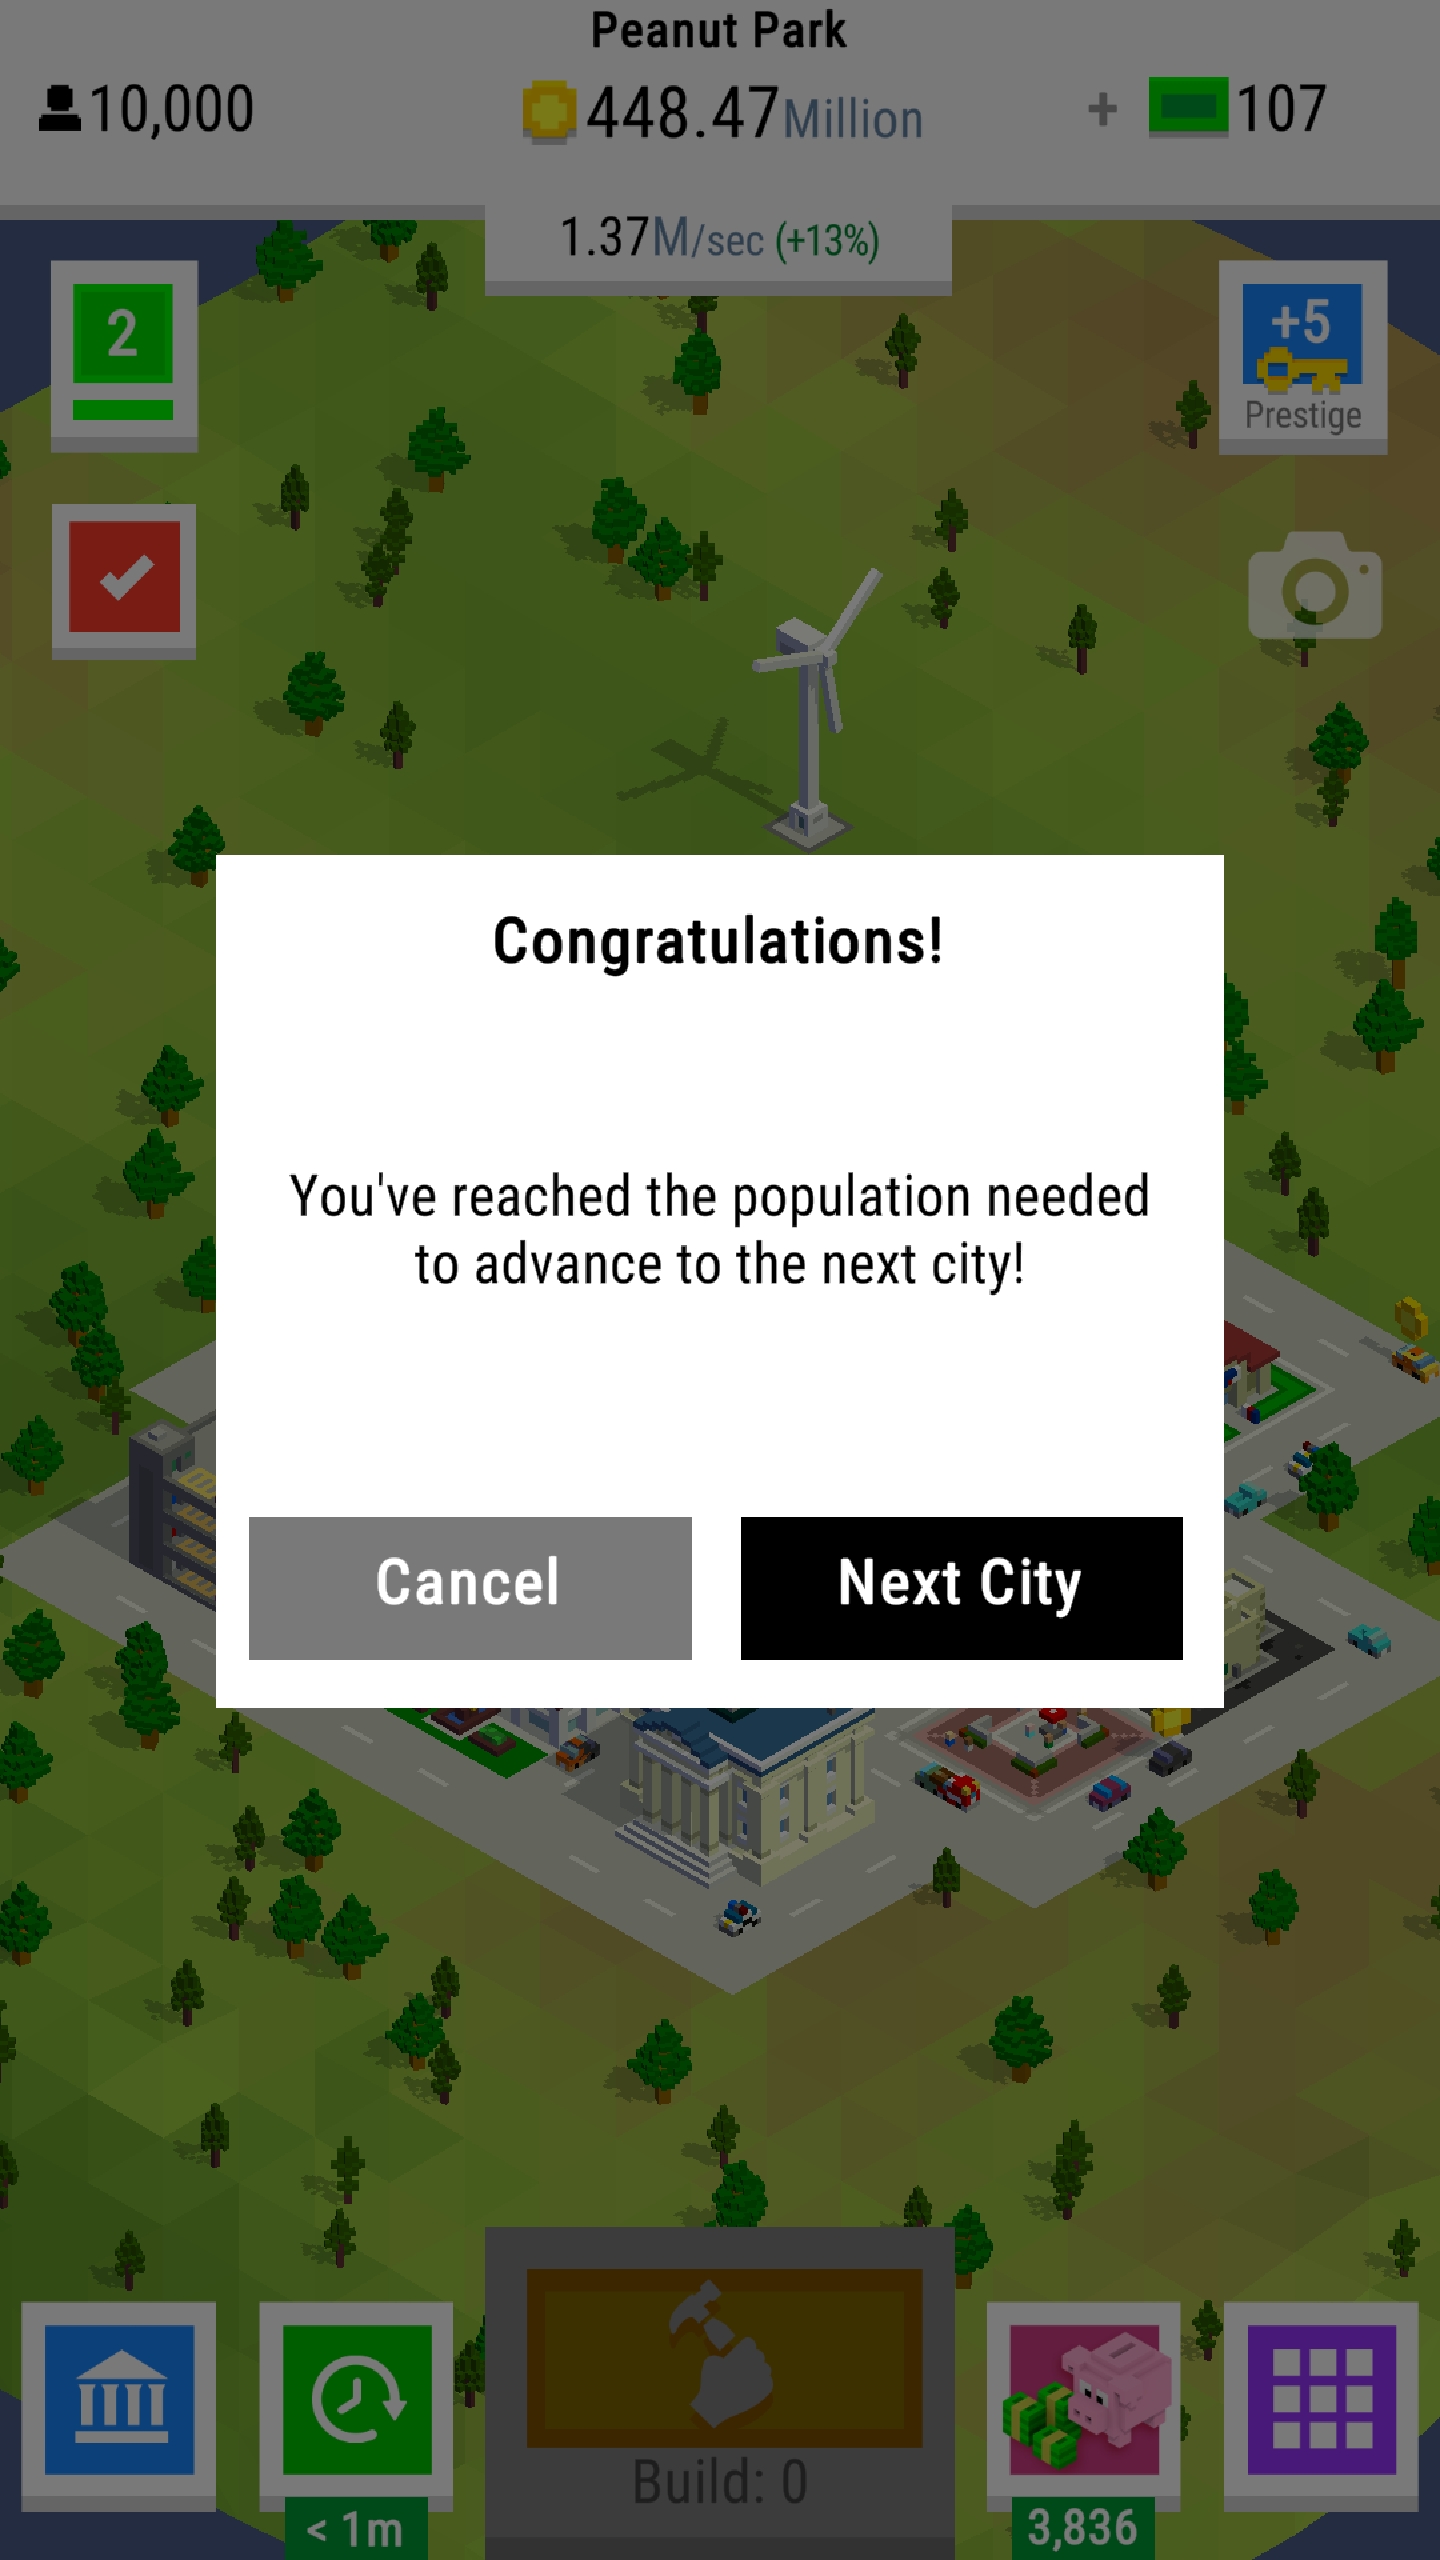 Peanut Park
10,000
448.47Million
+ 107
1.37M/sec (+13%)
2
+5
Prestige
Congratulations!
You've reached the population needed
to advance to the next city!
Cancel
Next City
Build: 0
< 1m
3,836